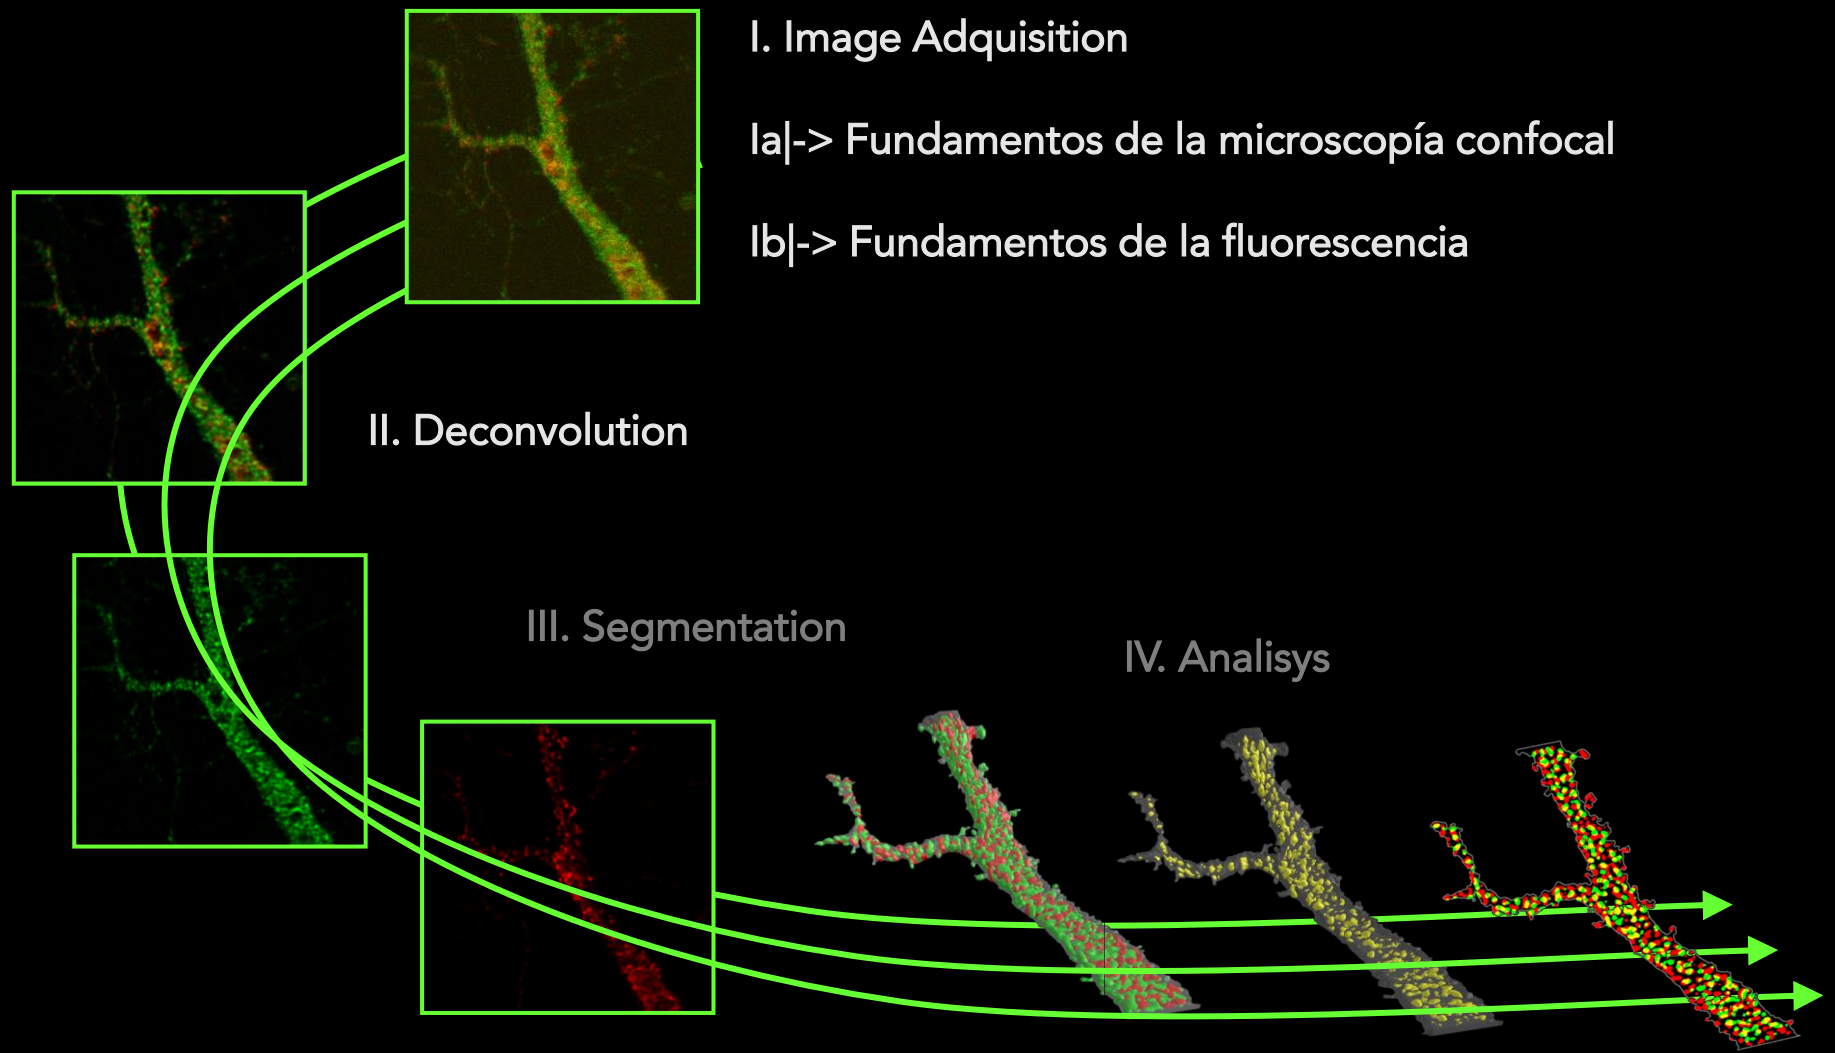 I. Image Adquisition
Ia|-> Fundamentos de la microscopía confocal
Ib|-> Fundamentos de la fluorescencia
II. Deconvolution
III. Segmentation
IV. Analisys